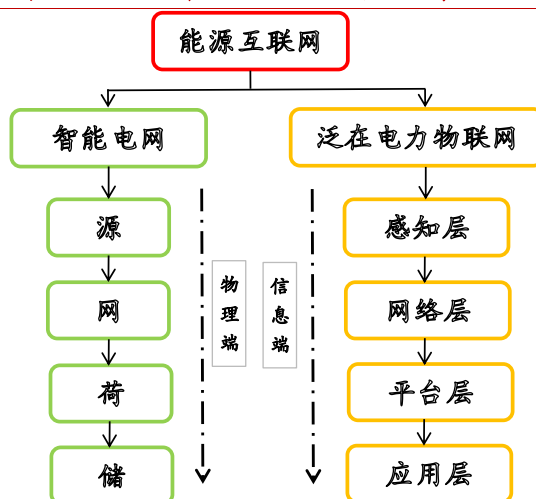 能源互联网
智能电网
泛在电力物联网
源
感知层
物理端
信息端
网
网络层
荷
平台层
储
应用层